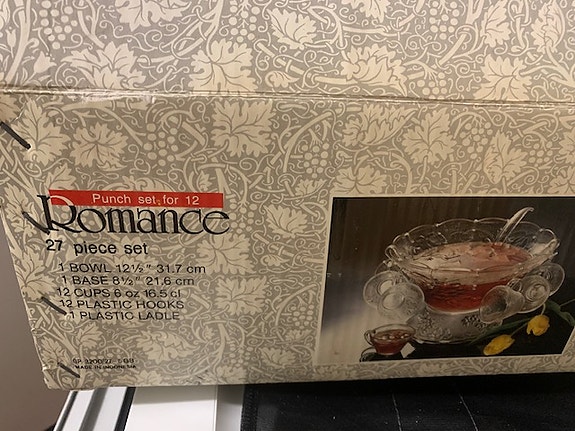 Punch set for 12
Romance
27 piece set
1 BOWL 12½" 31.7 cm
1 BASE 8½" 21.6 cm
12 CUPS 6 oz 16.5 cl
12 PLASTIC HOOKS
1 PLASTIC LADLE
MADE IN INDONESIA